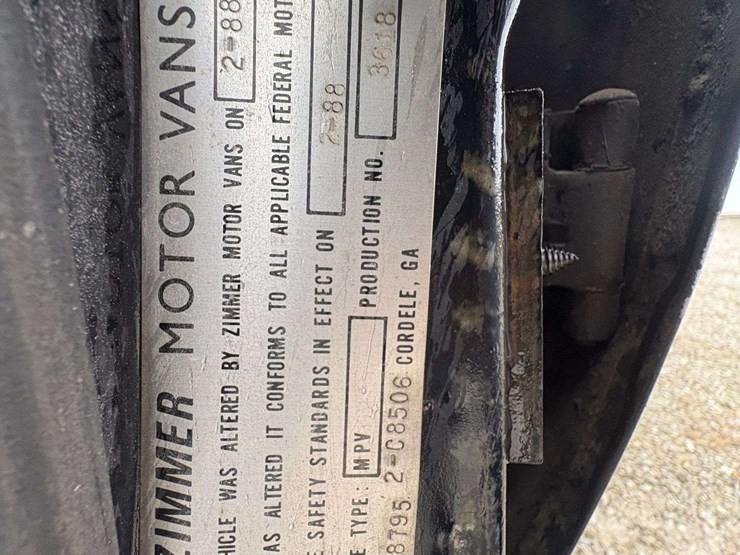 ZIMMER MOTOR VANS
HICLE WAS ALTERED BY ZIMMER MOTOR VANS ON 2-88
AS ALTERED IT CONFORMS TO ALL APPLICABLE FEDERAL MOT
E SAFETY STANDARDS IN EFFECT ON 2-88
E TYPE: MPV PRODUCTION NO. 3618
8795 2-C8506 CORDELE, GA